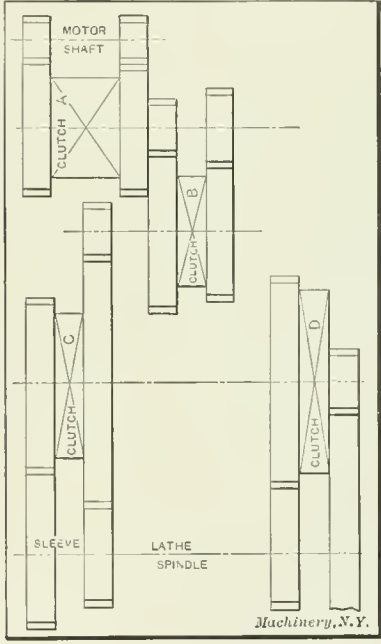 MOTOR
SHAFT
CLUTCH A
CLUTCH B
CLUTCH C
CLUTCH D
SLEEVE
LATHE
SPINDLE
Machinery, N.Y.